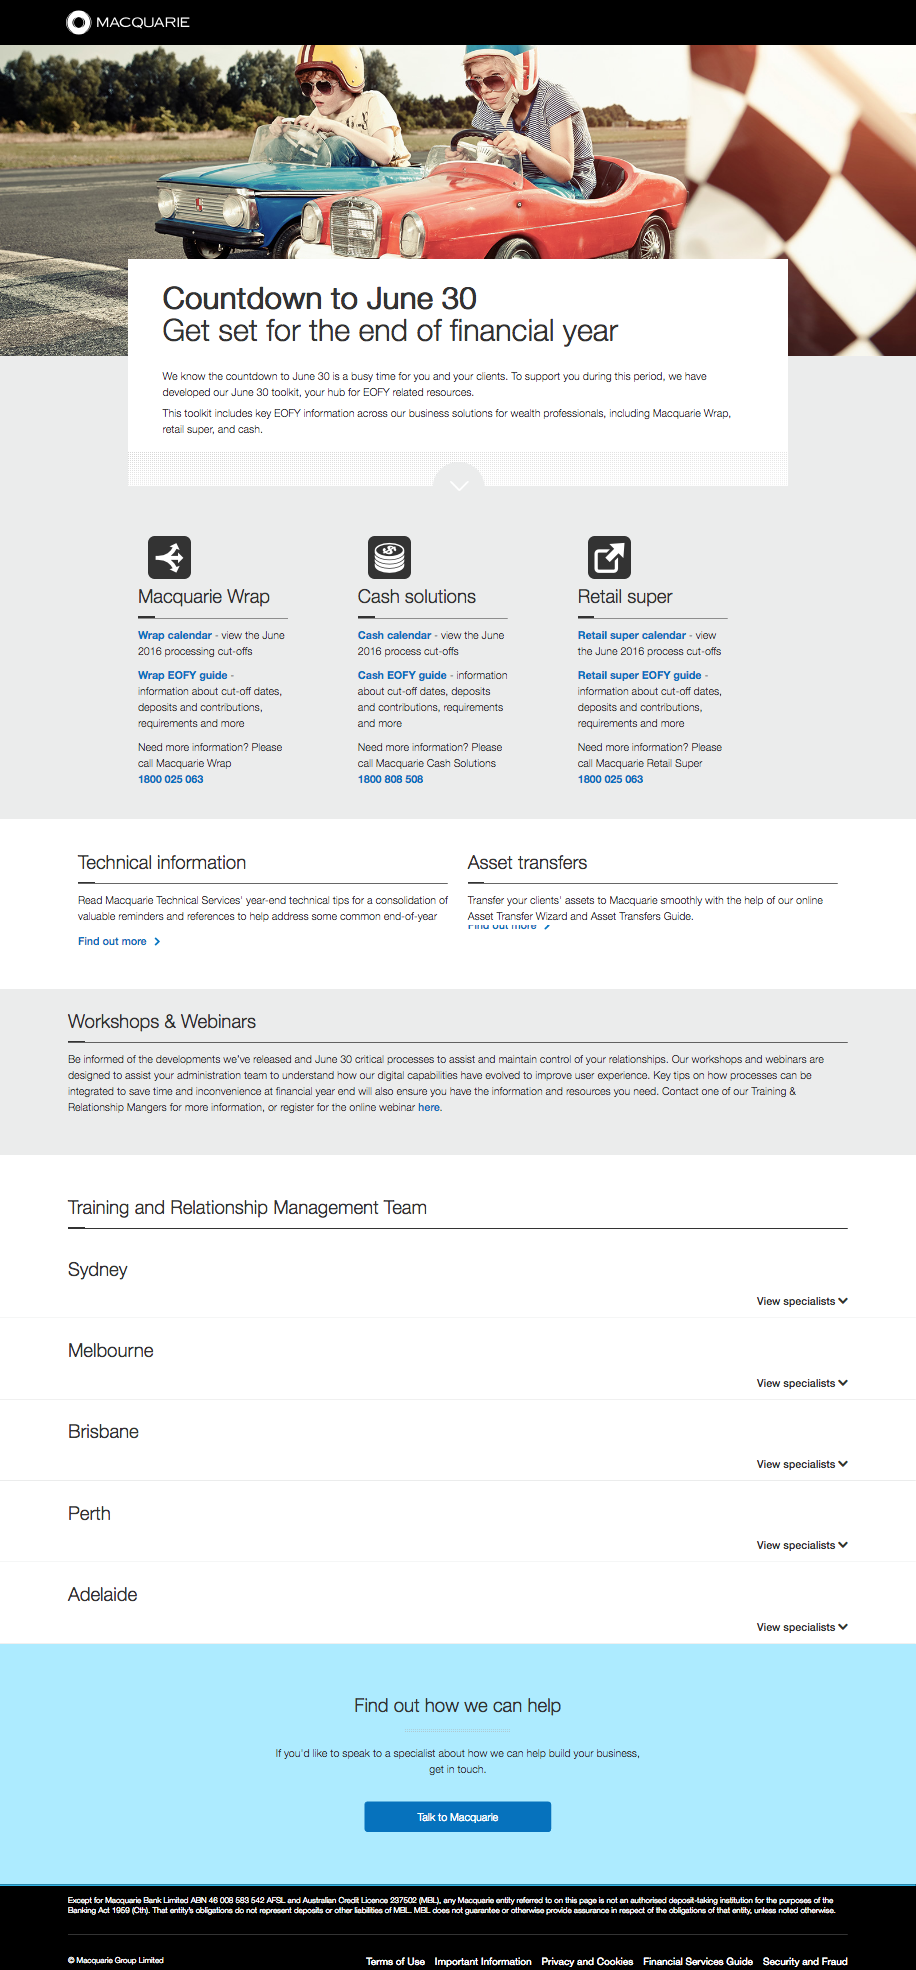 MACQUARIE
Countdown to June 30
Get set for the end of financial year
We know the countdown to June 30 is a busy time for you and your clients. To support you during this period, we have
developed our June 30 toolkit, your hub for EOFY related resources.
This toolkit includes key EOFY information across our business solutions for wealth professionals, including Macquarie Wrap,
retail super, and cash.
Macquarie Wrap
Wrap calendar - view the June
2016 processing cut-offs
Wrap EOFY guide -
information about cut-off dates,
deposits and contributions,
requirements and more
Need more information? Please
call Macquarie Wrap
1800 025 063
Cash solutions
Cash calendar - view the June
2016 process cut-offs
Cash EOFY guide - information
about cut-off dates, deposits
and contributions, requirements
and more
Need more information? Please
call Macquarie Cash Solutions
1800 808 508
Retail super
Retail super calendar - view
the June 2016 process cut-offs
Retail super EOFY guide -
information about cut-off dates,
deposits and contributions,
requirements and more
Need more information? Please
call Macquarie Retail Super
1800 025 063
Technical information
Read Macquarie Technical Services' year-end technical tips for a consolidation of
valuable reminders and references to help address some common end-of-year
Find out more
Asset transfers
Transfer your clients' assets to Macquarie smoothly with the help of our online
Asset Transfer Wizard and Asset Transfers Guide.
Find out more
Workshops & Webinars
Be informed of the developments we've released and June 30 critical processes to assist and maintain control of your relationships. Our workshops and webinars are
designed to assist your administration team to understand how our digital capabilities have evolved to improve user experience. Key tips on how processes can be
integrated to save time and inconvenience at financial year end will also ensure you have the information and resources you need. Contact one of our Training &
Relationship Mangers for more information, or register for the online webinar here.
Training and Relationship Management Team
Sydney
View specialists
Melbourne
View specialists
Brisbane
View specialists
Perth
View specialists
Adelaide
View specialists
Find out how we can help
If you'd like to speak to a specialist about how we can help build your business,
get in touch.
Talk to Macquarie
Except for Macquarie Bank Limited ABN 46 008 583 542 AFSL and Australian Credit Licence 237502 (MBL), any Macquarie entity referred to on this page is not an authorised deposit-taking institution for the purposes of the
Banking Act 1959 (Cth). That entity's obligations do not represent deposits or other liabilities of MBL. MBL does not guarantee or otherwise provide assurance in respect of the obligations of that entity, unless noted otherwise.
© Macquarie Group Limited
Terms of Use Important Information Privacy and Cookies Financial Services Guide Security and Fraud